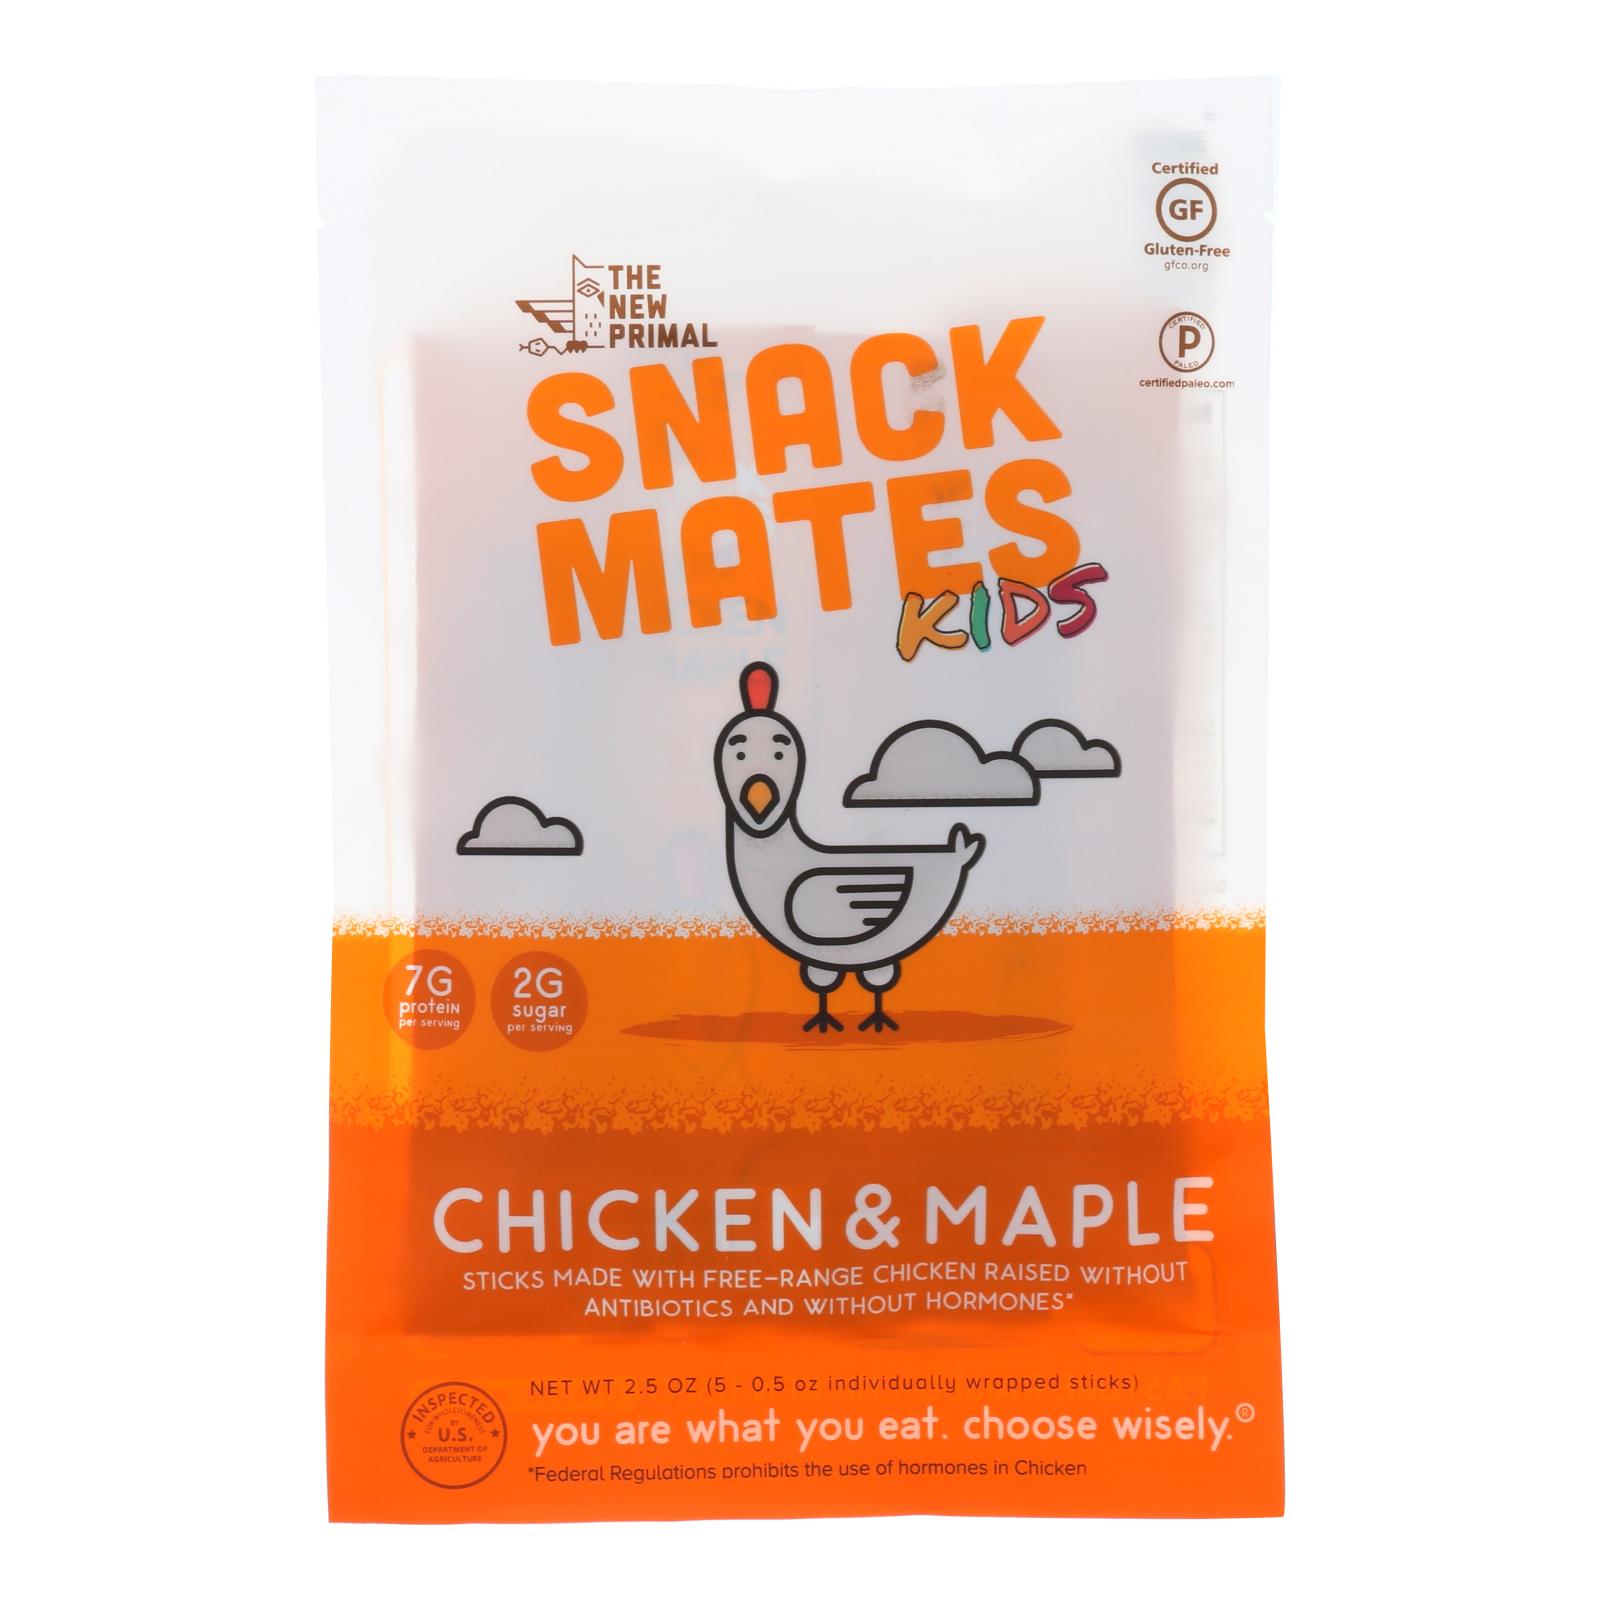 Certified
GF
Gluten-Free
gfco.org
CERTIFIED
P
PALEO
certifiedpaleo.com
THE
NEW
PRIMAL
SNACK
MATES
KIDS
7G
protein
per serving
2G
sugar
per serving
CHICKEN & MAPLE
STICKS MADE WITH FREE-RANGE CHICKEN RAISED WITHOUT
ANTIBIOTICS AND WITHOUT HORMONES*
NET WT 2.5 OZ (5 - 0.5 oz individually wrapped sticks)
you are what you eat. choose wisely.®
*Federal Regulations prohibits the use of hormones in Chicken
INSPECTED
FOR WHOLESOMENESS
BY
U.S.
DEPARTMENT OF
AGRICULTURE